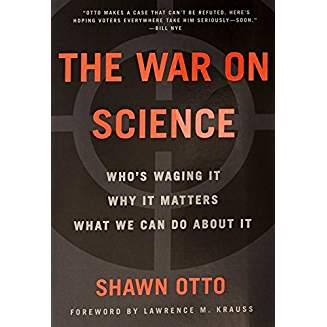 "OTTO MAKES A CASE THAT CAN'T BE REFUTED. HERE'S
HOPING VOTERS EVERYWHERE TAKE HIM SERIOUSLY—SOON."
—BILL NYE
THE WAR ON
SCIENCE
WHO'S WAGING IT
WHY IT MATTERS
WHAT WE CAN DO ABOUT IT
SHAWN OTTO
FOREWORD BY LAWRENCE M. KRAUSS